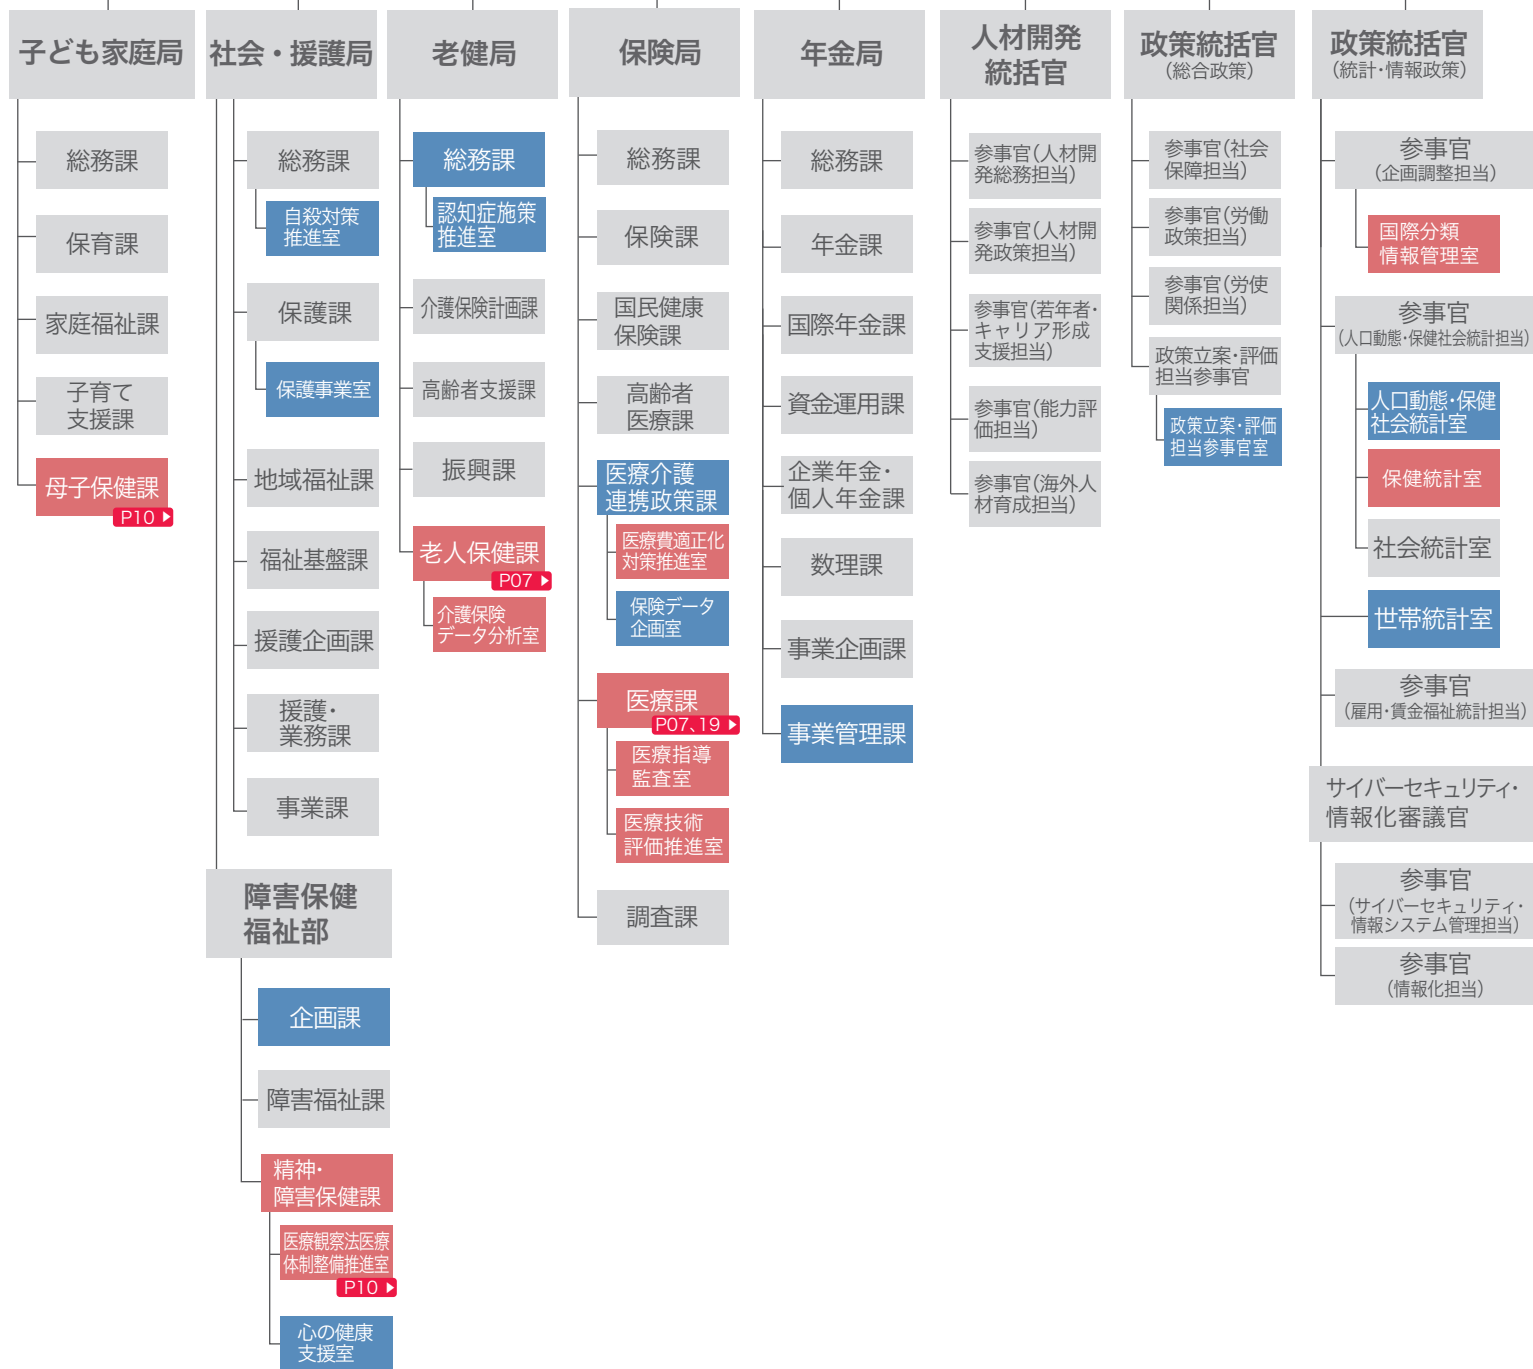 子ども家庭局
総務課
保育課
家庭福祉課
子育て
支援課
母子保健課
P10
社会・援護局
総務課
自殺対策
推進室
保護課
保護事業室
地域福祉課
福祉基盤課
援護企画課
援護・
業務課
事業課
障害保健
福祉部
企画課
障害福祉課
精神・
障害保健課
医療観察法医療
体制整備推進室
P10
心の健康
支援室
老健局
総務課
認知症施策
推進室
介護保険計画課
高齢者支援課
振興課
老人保健課
P07
介護保険
データ分析室
保険局
総務課
保険課
国民健康
保険課
高齢者
医療課
医療介護
連携政策課
医療費適正化
対策推進室
保険データ
企画室
医療課
P07、19
医療指導
監査室
医療技術
評価推進室
調査課
年金局
総務課
年金課
国際年金課
資金運用課
企業年金・
個人年金課
数理課
事業企画課
事業管理課
人材開発
統括官
参事官（人材開
発総務担当）
参事官（人材開
発政策担当）
参事官（若年者・
キャリア形成
支援担当）
参事官（能力評
価担当）
参事官（海外人
材育成担当）
政策統括官
（総合政策）
参事官（社会
保障担当）
参事官（労働
政策担当）
参事官（労使
関係担当）
政策立案・評価
担当参事官
政策立案・評価
担当参事官室
政策統括官
（統計・情報政策）
参事官
（企画調整担当）
国際分類
情報管理室
参事官
（人口動態・保健社会統計担当）
人口動態・保健
社会統計室
保健統計室
社会統計室
世帯統計室
参事官
（雇用・賃金福祉統計担当）
サイバーセキュリティ・
情報化審議官
参事官
（サイバーセキュリティ・
情報システム管理担当）
参事官
（情報化担当）